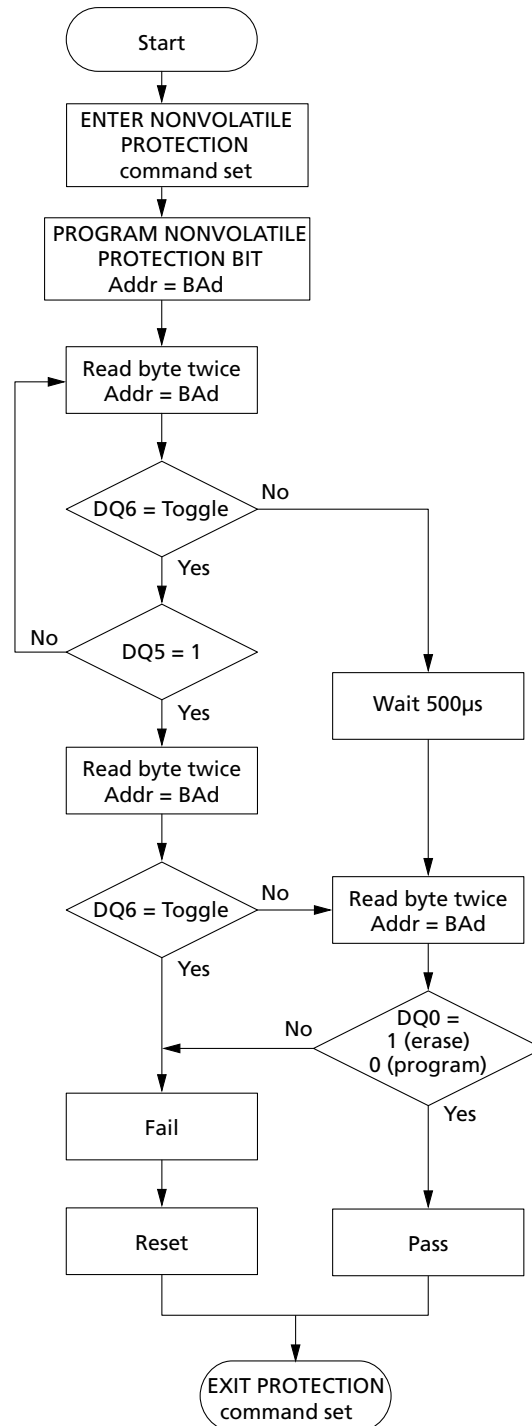 Start
ENTER NONVOLATILE
PROTECTION
command set
PROGRAM NONVOLATILE
PROTECTION BIT
Addr = BAd
Read byte twice
Addr = BAd
DQ6 = Toggle
No
Yes
DQ5 = 1
No
Yes
Wait 500µs
Read byte twice
Addr = BAd
DQ6 = Toggle
No
Yes
Read byte twice
Addr = BAd
DQ0 =
1 (erase)
0 (program)
No
Yes
Fail
Reset
Pass
EXIT PROTECTION
command set